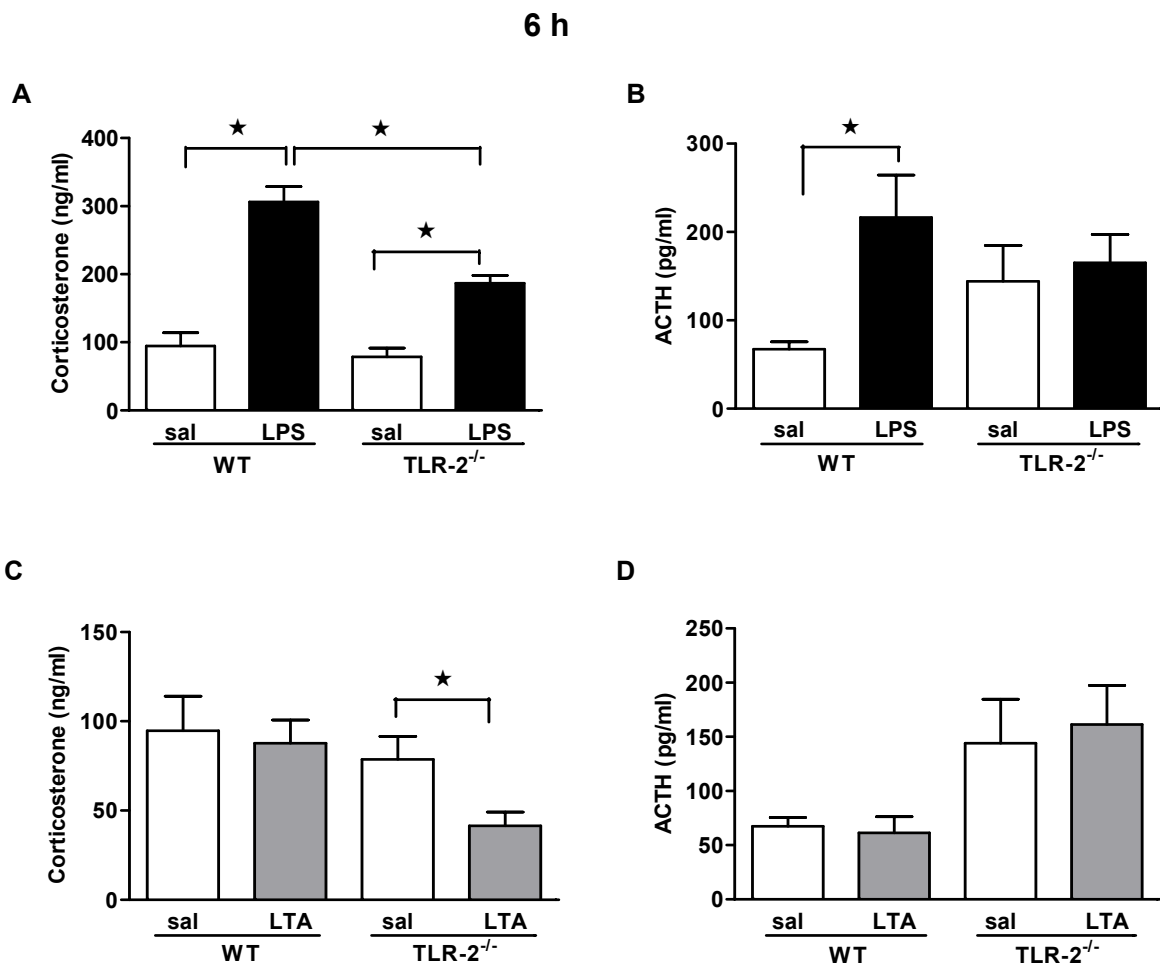 6 h
A
★
★
★
Corticosterone (ng/ml)
400
300
200
100
0
sal LPS sal LPS
WT TLR-2-/-
B
★
ACTH (pg/ml)
300
200
100
0
sal LPS sal LPS
WT TLR-2-/-
C
★
Corticosterone (ng/ml)
150
100
50
0
sal LTA sal LTA
WT TLR-2-/-
D
ACTH (pg/ml)
250
200
150
100
50
0
sal LTA sal LTA
WT TLR-2-/-